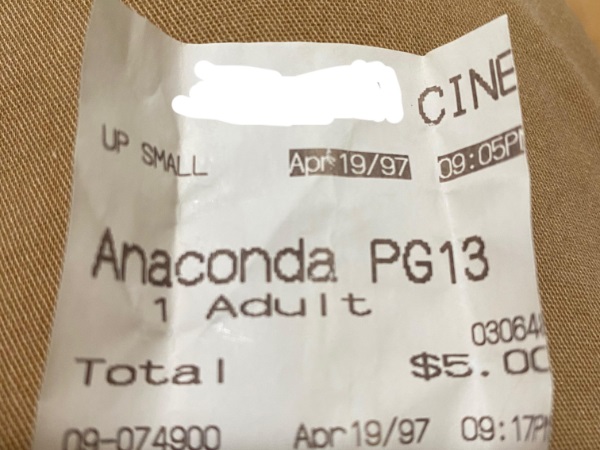 CINE
UP SMALL Apr 19/97 09:05P
Anaconda PG13
1 Adult
03064
Total $5.00
09-074900 Apr 19/97 09:17P